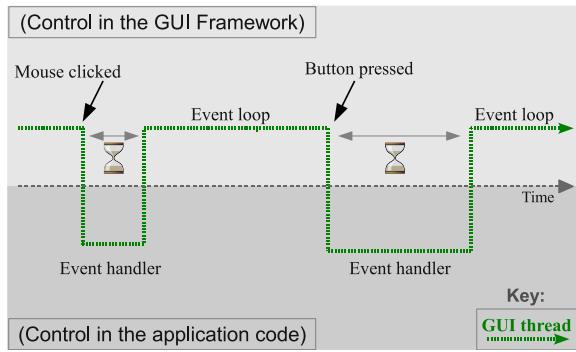 (Control in the GUI Framework)
Mouse clicked
Button pressed
Event loop
Event loop
Time
Event handler
Event handler
Key:
GUI thread
(Control in the application code)